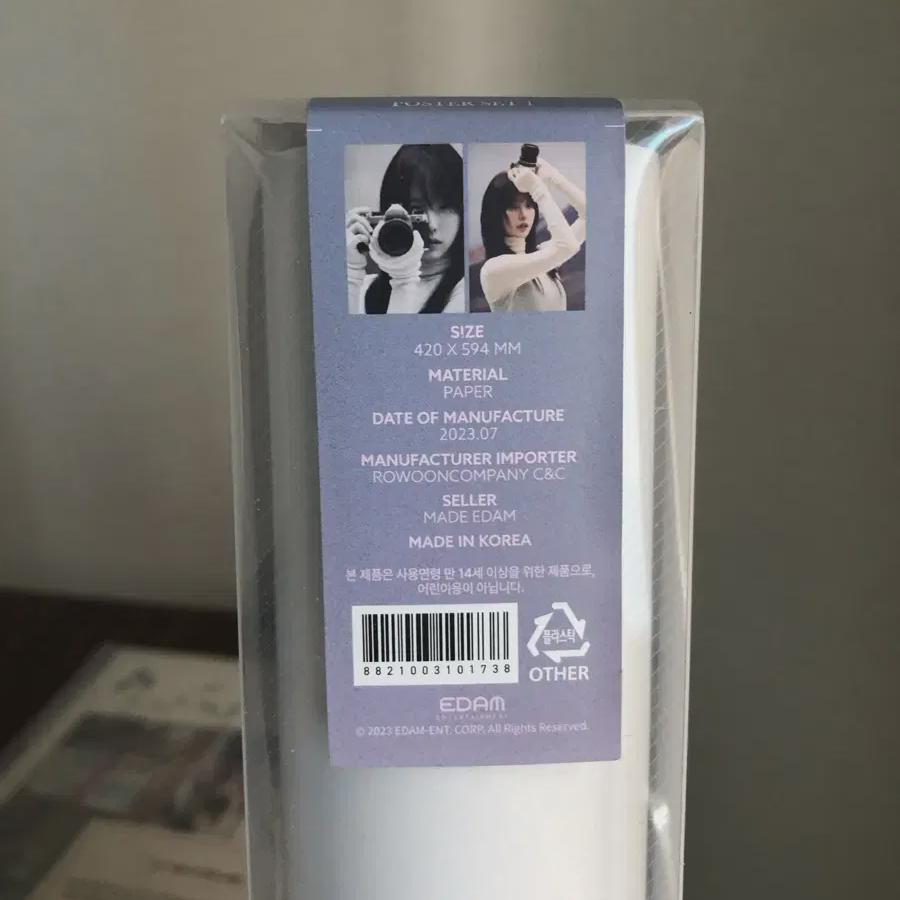 POSTER SET 1
SIZE
420 X 594 MM
MATERIAL
PAPER
DATE OF MANUFACTURE
2023.07
MANUFACTURER IMPORTER
ROWOONCOMPANY C&C
SELLER
MADE EDAM
MADE IN KOREA
본 제품은 사용연령 만 14세 이상을 위한 제품으로,
어린이용이 아닙니다.
8821003101738
플라스틱
OTHER
EDAM
ENTERTAINMENT
© 2023 EDAM-ENT. CORP. All Rights Reserved.